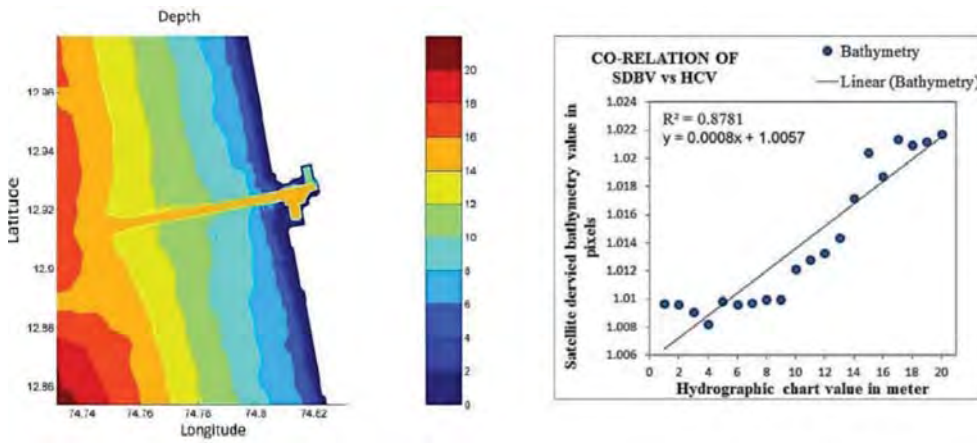 Depth
12.96
12.94
12.92
12.9
12.88
12.86
Latitude
74.74 74.76 74.78 74.8 74.82
Longitude
20
18
16
14
12
10
8
6
4
2
0
CO-RELATION OF
SDBV vs HCV
Bathymetry
Linear (Bathymetry)
R² = 0.8781
y = 0.0008x + 1.0057
Satellite dervied bathymetry value in
pixels
1.024
1.022
1.02
1.018
1.016
1.014
1.012
1.01
1.008
1.006
0 2 4 6 8 10 12 14 16 18 20
Hydrographic chart value in meter